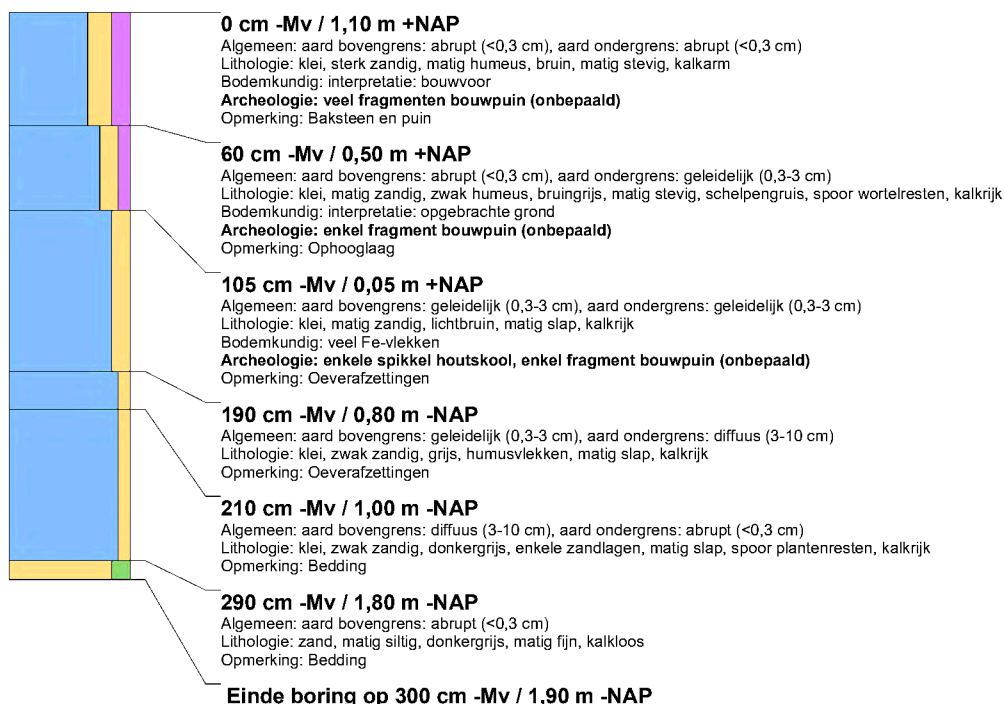 0 cm -Mv / 1,10 m +NAP
Algemeen: aard bovengrens: abrupt (<0,3 cm), aard ondergrens: abrupt (<0,3 cm)
Lithologie: klei, sterk zandig, matig humeus, bruin, matig stevig, kalkarm
Bodemkundig: interpretatie: bouwvoor
Archeologie: veel fragmenten bouwpuin (onbepaald)
Opmerking: Baksteen en puin
60 cm -Mv / 0,50 m +NAP
Algemeen: aard bovengrens: abrupt (<0,3 cm), aard ondergrens: geleidelijk (0,3-3 cm)
Lithologie: klei, matig zandig, zwak humeus, bruingrijs, matig stevig, schelpengruis, spoor wortelresten, kalkrijk
Bodemkundig: interpretatie: opgebrachte grond
Archeologie: enkel fragment bouwpuin (onbepaald)
Opmerking: Ophooglaag
105 cm -Mv / 0,05 m +NAP
Algemeen: aard bovengrens: geleidelijk (0,3-3 cm), aard ondergrens: geleidelijk (0,3-3 cm)
Lithologie: klei, matig zandig, lichtbruin, matig slap, kalkrijk
Bodemkundig: veel Fe-vlekken
Archeologie: enkele spikkel houtskool, enkel fragment bouwpuin (onbepaald)
Opmerking: Oeverafzettingen
190 cm -Mv / 0,80 m -NAP
Algemeen: aard bovengrens: geleidelijk (0,3-3 cm), aard ondergrens: diffuus (3-10 cm)
Lithologie: klei, zwak zandig, grijs, humusvlekken, matig slap, kalkrijk
Opmerking: Oeverafzettingen
210 cm -Mv / 1,00 m -NAP
Algemeen: aard bovengrens: diffuus (3-10 cm), aard ondergrens: abrupt (<0,3 cm)
Lithologie: klei, zwak zandig, donkergrijs, enkele zandlagen, matig slap, spoor plantenresten, kalkrijk
Opmerking: Bedding
290 cm -Mv / 1,80 m -NAP
Algemeen: aard bovengrens: abrupt (<0,3 cm)
Lithologie: zand, matig siltig, donkergrijs, matig fijn, kalkloos
Opmerking: Bedding
Einde boring op 300 cm -Mv / 1,90 m -NAP